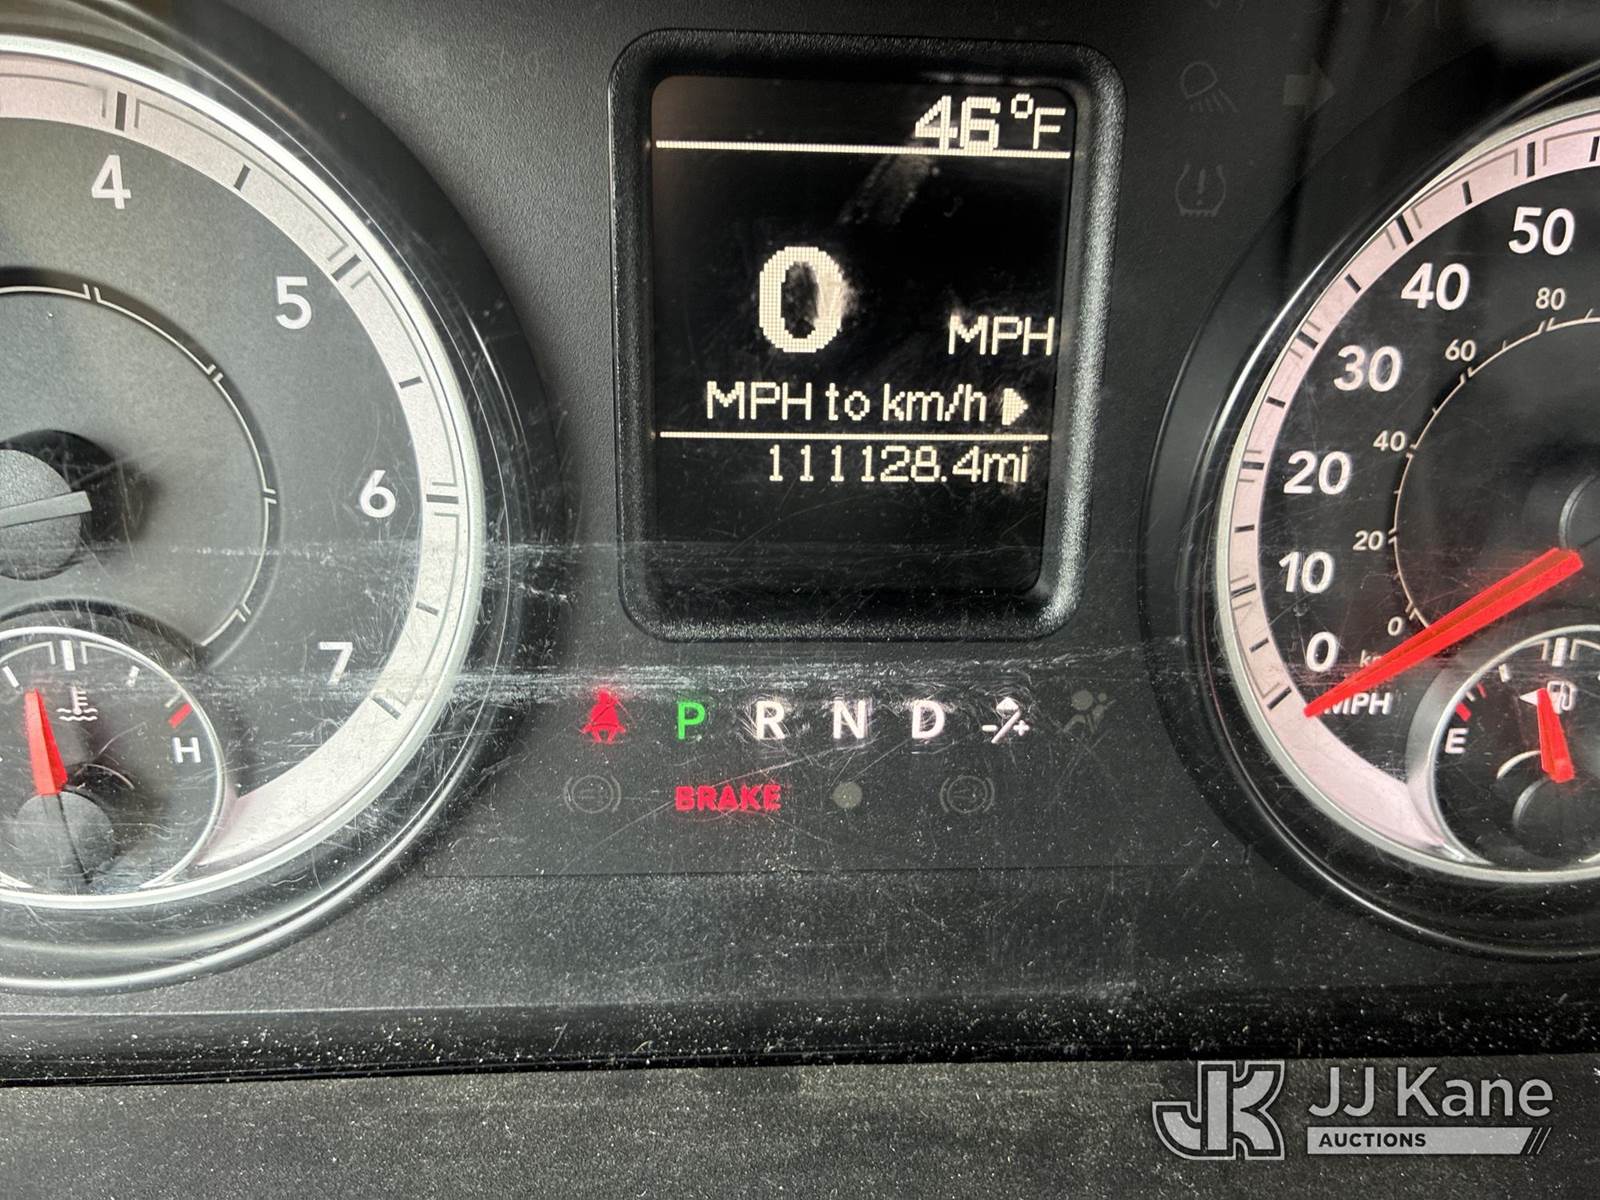 46°F
0
MPH
MPH to km/h
111128.4mi
4
5
6
7
H
50
40
30
20
10
0
MPH
80
60
40
20
0
E
P R N D -/+
BRAKE
JK JJ Kane
AUCTIONS